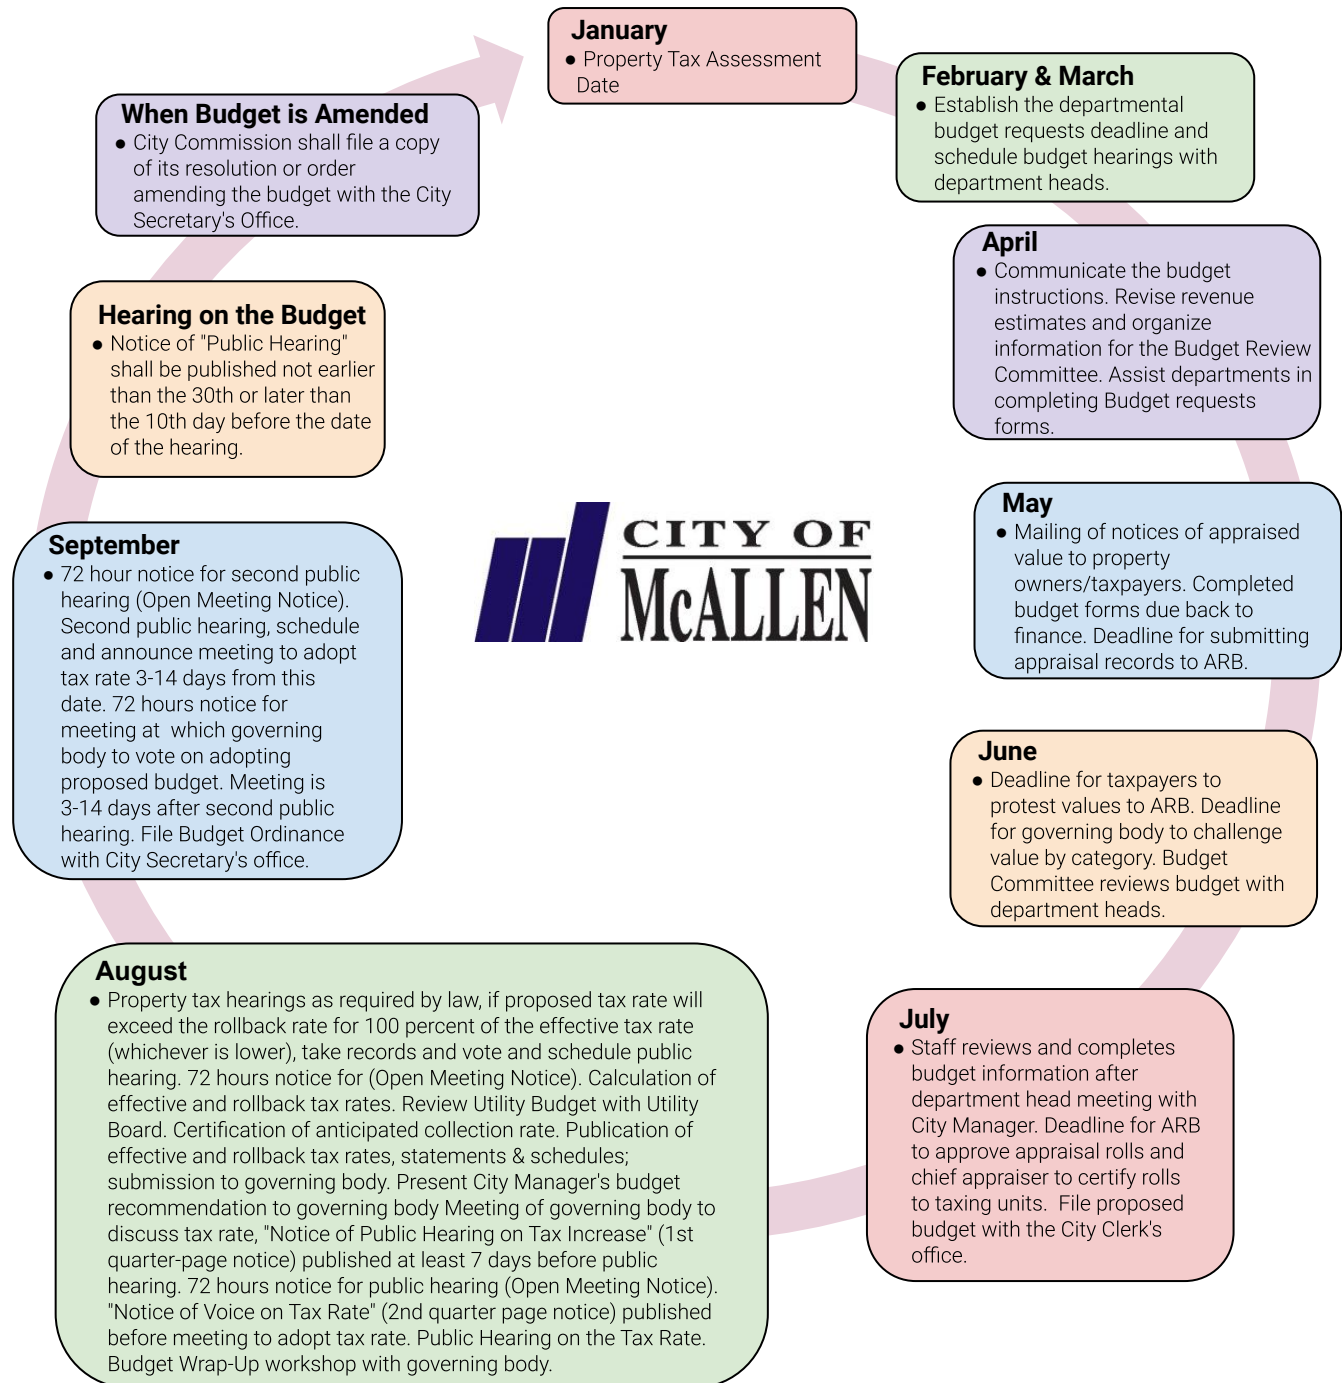 January
● Property Tax Assessment
Date
February & March
● Establish the departmental
budget requests deadline and
schedule budget hearings with
department heads.
April
● Communicate the budget
instructions. Revise revenue
estimates and organize
information for the Budget Review
Committee. Assist departments in
completing Budget requests
forms.
May
● Mailing of notices of appraised
value to property
owners/taxpayers. Completed
budget forms due back to
finance. Deadline for submitting
appraisal records to ARB.
June
● Deadline for taxpayers to
protest values to ARB. Deadline
for governing body to challenge
value by category. Budget
Committee reviews budget with
department heads.
July
● Staff reviews and completes
budget information after
department head meeting with
City Manager. Deadline for ARB
to approve appraisal rolls and
chief appraiser to certify rolls
to taxing units. File proposed
budget with the City Clerk's
office.
August
● Property tax hearings as required by law, if proposed tax rate will
exceed the rollback rate for 100 percent of the effective tax rate
(whichever is lower), take records and vote and schedule public
hearing. 72 hours notice for (Open Meeting Notice). Calculation of
effective and rollback tax rates. Review Utility Budget with Utility
Board. Certification of anticipated collection rate. Publication of
effective and rollback tax rates, statements & schedules;
submission to governing body. Present City Manager's budget
recommendation to governing body Meeting of governing body to
discuss tax rate, "Notice of Public Hearing on Tax Increase" (1st
quarter-page notice) published at least 7 days before public
hearing. 72 hours notice for public hearing (Open Meeting Notice).
"Notice of Voice on Tax Rate" (2nd quarter page notice) published
before meeting to adopt tax rate. Public Hearing on the Tax Rate.
Budget Wrap-Up workshop with governing body.
September
● 72 hour notice for second public
hearing (Open Meeting Notice).
Second public hearing, schedule
and announce meeting to adopt
tax rate 3-14 days from this
date. 72 hours notice for
meeting at which governing
body to vote on adopting
proposed budget. Meeting is
3-14 days after second public
hearing. File Budget Ordinance
with City Secretary's office.
Hearing on the Budget
● Notice of "Public Hearing"
shall be published not earlier
than the 30th or later than
the 10th day before the date
of the hearing.
When Budget is Amended
● City Commission shall file a copy
of its resolution or order
amending the budget with the City
Secretary's Office.
CITY OF
McALLEN